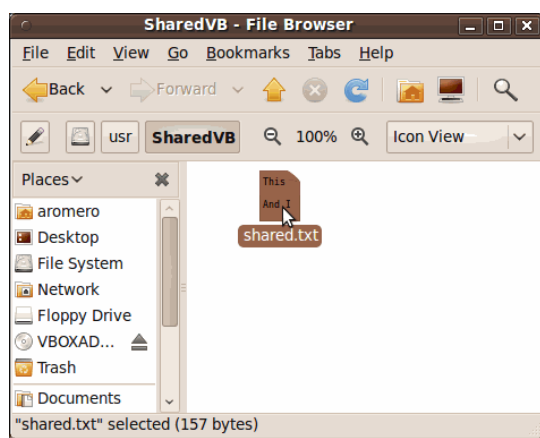 SharedVB - File Browser
File Edit View Go Bookmarks Tabs Help
Back Forward
usr SharedVB 100% Icon View
Places
aromero
Desktop
File System
Network
Floppy Drive
VBOXAD...
Trash
Documents
This
And I
shared.txt
"shared.txt" selected (157 bytes)